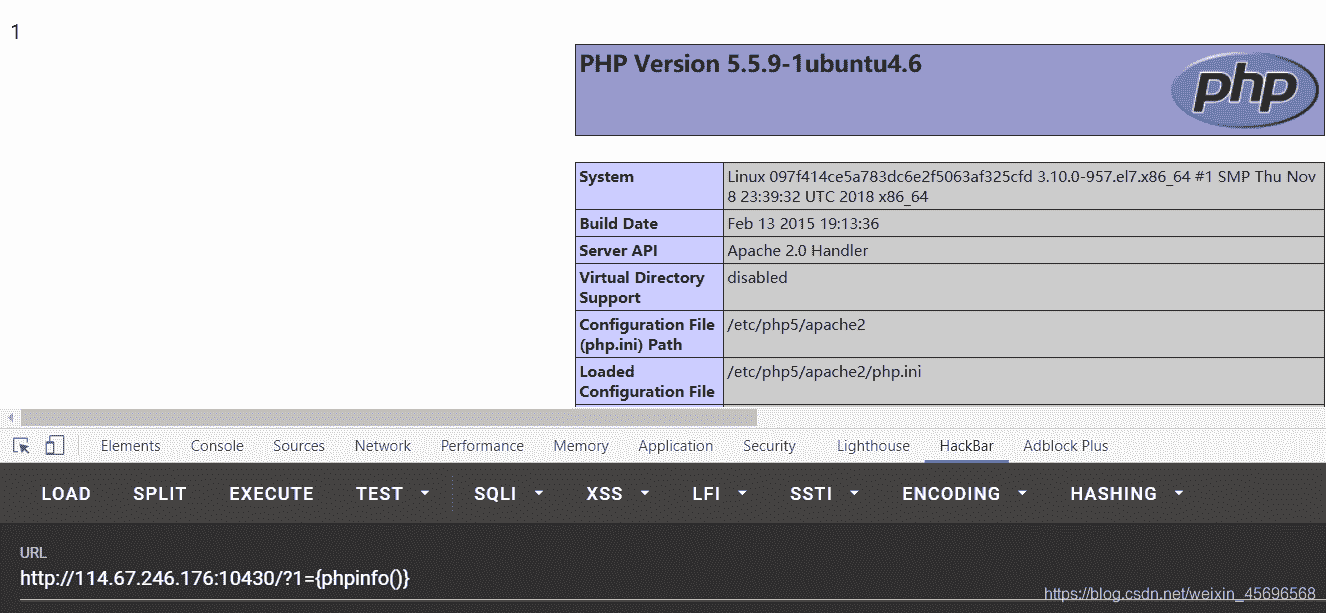 1
PHP Version 5.5.9-1ubuntu4.6
php
System
Linux 097f414ce5a783dc6e2f5063af325cfd 3.10.0-957.el7.x86_64 #1 SMP Thu Nov
8 23:39:32 UTC 2018 x86_64
Build Date
Feb 13 2015 19:13:36
Server API
Apache 2.0 Handler
Virtual Directory
Support
disabled
Configuration File
(php.ini) Path
/etc/php5/apache2
Loaded
Configuration File
/etc/php5/apache2/php.ini
Elements Console Sources Network Performance Memory Application Security Lighthouse HackBar Adblock Plus
LOAD SPLIT EXECUTE TEST SQLI XSS LFI SSTI ENCODING HASHING
URL
http://114.67.246.176:10430/?1={phpinfo()}
https://blog.csdn.net/weixin_45696568